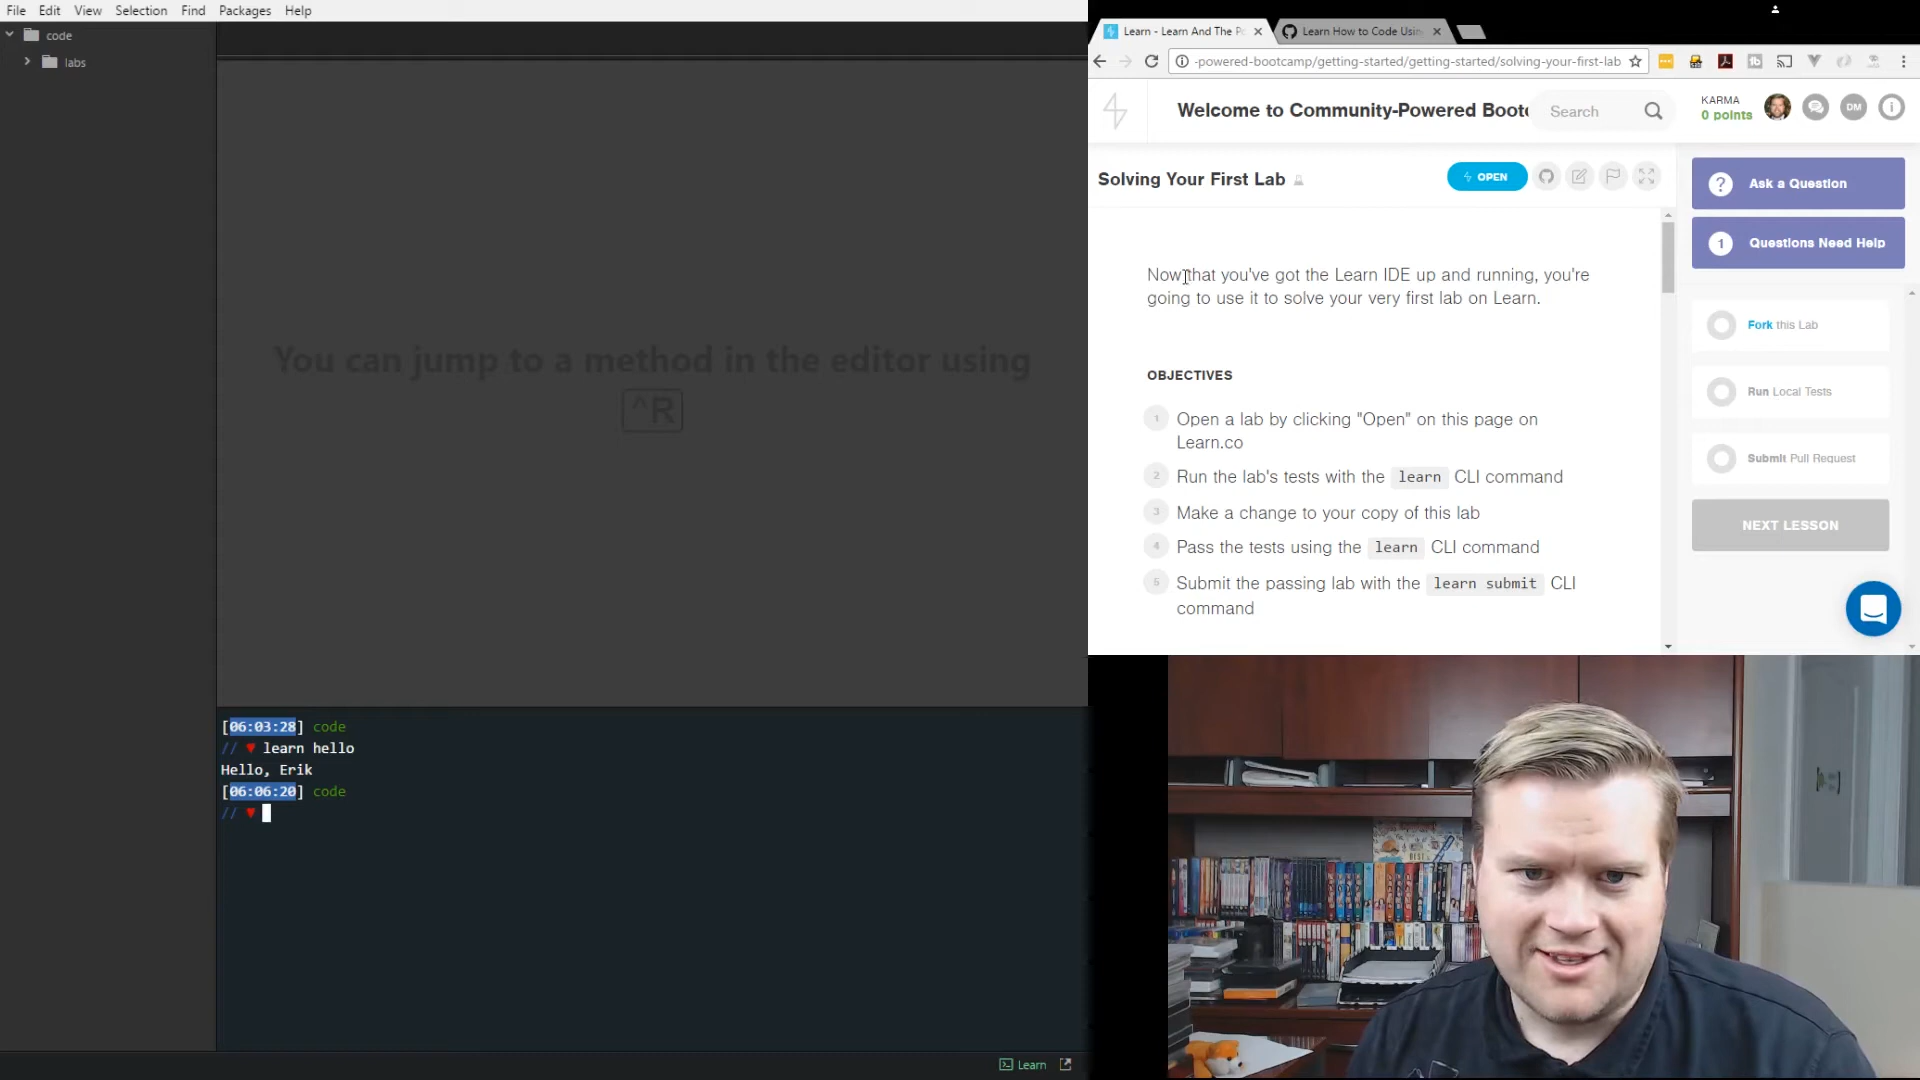 File Edit View Selection Find Packages Help
code
labs
You can jump to a method in the editor using
^R
[06:03:28] code
// ♥ learn hello
Hello, Erik
[06:06:20] code
// ♥
Learn
Learn - Learn And The Po
Learn How to Code Usin
-powered-bootcamp/getting-started/getting-started/solving-your-first-lab
Welcome to Community-Powered Bootc
Search
KARMA
0 points
DM
Solving Your First Lab
OPEN
Now that you've got the Learn IDE up and running, you're
going to use it to solve your very first lab on Learn.
OBJECTIVES
1 Open a lab by clicking "Open" on this page on
Learn.co
2 Run the lab's tests with the learn CLI command
3 Make a change to your copy of this lab
4 Pass the tests using the learn CLI command
5 Submit the passing lab with the learn submit CLI
command
? Ask a Question
1 Questions Need Help
Fork this Lab
Run Local Tests
Submit Pull Request
NEXT LESSON